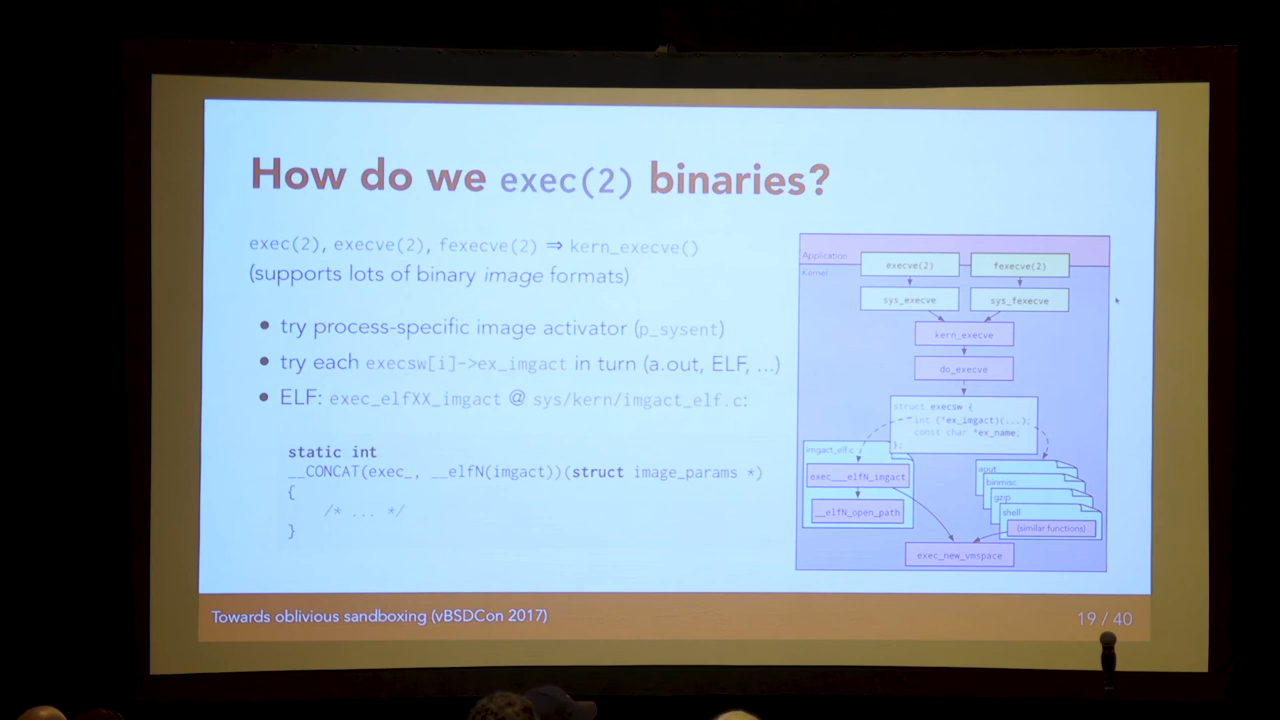 How do we exec(2) binaries?
exec(2), execve(2), fexecve(2) ⇒ kern_execve()
(supports lots of binary image formats)
• try process-specific image activator (p_sysent)
• try each execsw[i]->ex_imgact in turn (a.out, ELF, ...)
• ELF: exec_elfXX_imgact @ sys/kern/imgact_elf.c:
static int
__CONCAT(exec_, __elfN(imgact))(struct image_params *)
{
/* ... */
}
Application
Kernel
execve(2)
fexecve(2)
sys_execve
sys_fexecve
kern_execve
do_execve
struct execsw {
int (*ex_imgact)(...);
const char *ex_name;
};
imgact_elf.c
exec___elfN_imgact
__elfN_open_path
aout
binmisc
gzip
shell
(similar functions)
exec_new_vmspace
Towards oblivious sandboxing (vBSDCon 2017)
19 / 40